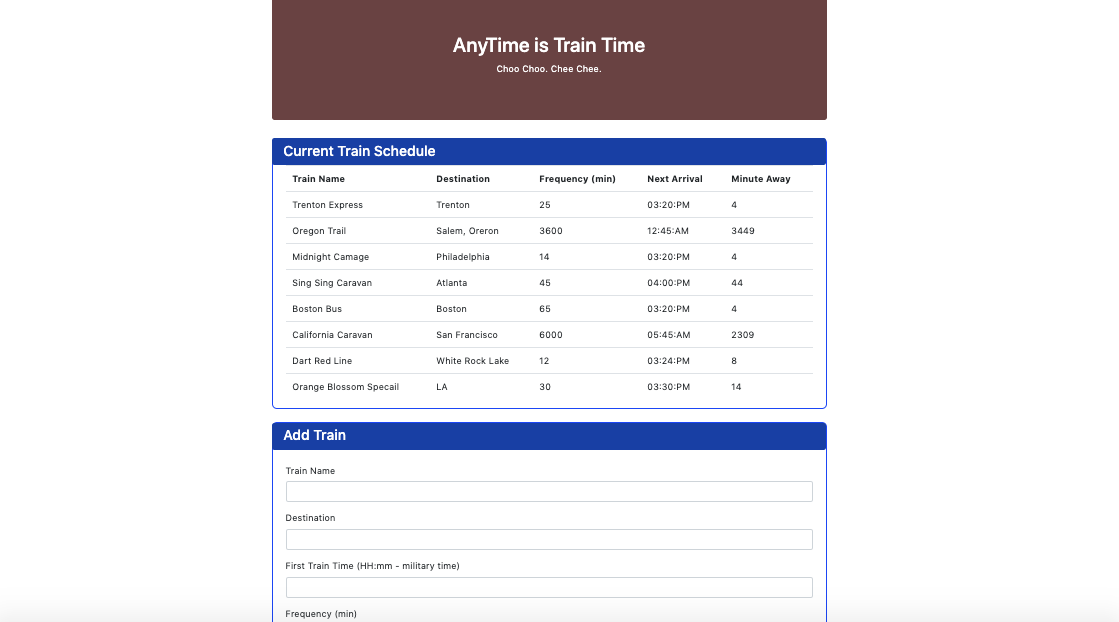 AnyTime is Train Time
Choo Choo. Chee Chee.
Current Train Schedule
Train Name Destination Frequency (min) Next Arrival Minute Away
Trenton Express Trenton 25 03:20:PM 4
Oregon Trail Salem, Oreron 3600 12:45:AM 3449
Midnight Camage Philadelphia 14 03:20:PM 4
Sing Sing Caravan Atlanta 45 04:00:PM 44
Boston Bus Boston 65 03:20:PM 4
California Caravan San Francisco 6000 05:45:AM 2309
Dart Red Line White Rock Lake 12 03:24:PM 8
Orange Blossom Specail LA 30 03:30:PM 14
Add Train
Train Name
Destination
First Train Time (HH:mm - military time)
Frequency (min)